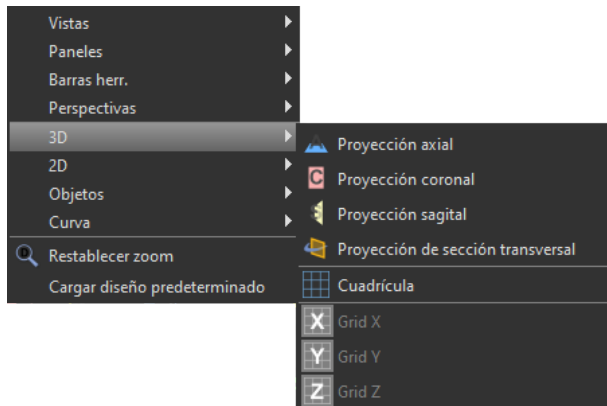 Vistas
Paneles
Barras herr.
Perspectivas
3D
2D
Objetos
Curva
Restablecer zoom
Cargar diseño predeterminado
Proyección axial
C Proyección coronal
Proyección sagital
Proyección de sección transversal
Cuadrícula
X Grid X
Y Grid Y
Z Grid Z